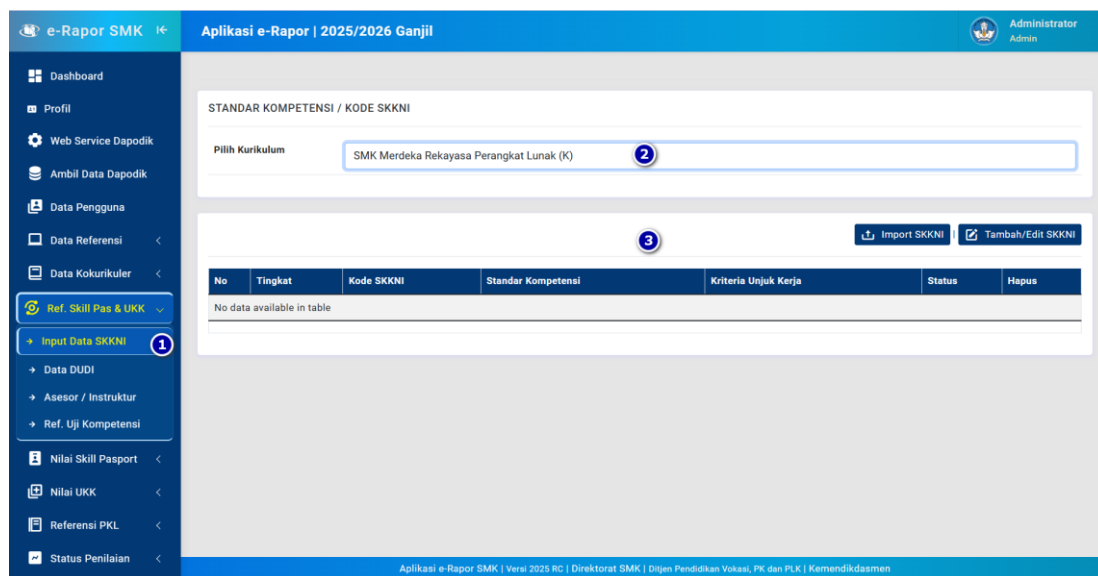 e-Rapor SMK
Aplikasi e-Rapor | 2025/2026 Ganjil
Administrator
Admin
Dashboard
Profil
Web Service Dapodik
Ambil Data Dapodik
Data Pengguna
Data Referensi
Data Kokurikuler
Ref. Skill Pas & UKK
Input Data SKKNI
1
Data DUDI
Asesor / Instruktur
Ref. Uji Kompetensi
Nilai Skill Pasport
Nilai UKK
Referensi PKL
Status Penilaian
STANDAR KOMPETENSI / KODE SKKNI
Pilih Kurikulum
SMK Merdeka Rekayasa Perangkat Lunak (K)
2
3
Import SKKNI | Tambah/Edit SKKNI
No Tingkat Kode SKKNI Standar Kompetensi Kriteria Unjuk Kerja Status Hapus
No data available in table
Aplikasi e-Rapor SMK | Versi 2025 RC | Direktorat SMK | Ditjen Pendidikan Vokasi, PK dan PLK | Kemendikdasmen